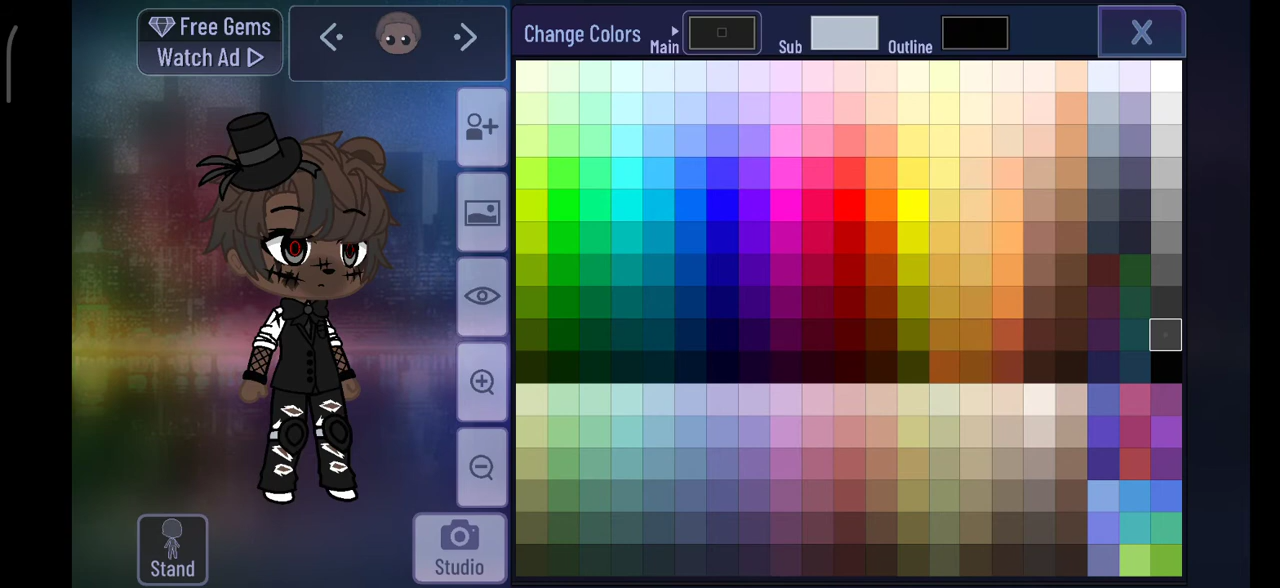 Free Gems
Watch Ad
Change Colors
Main
Sub
Outline
X
Stand
Studio